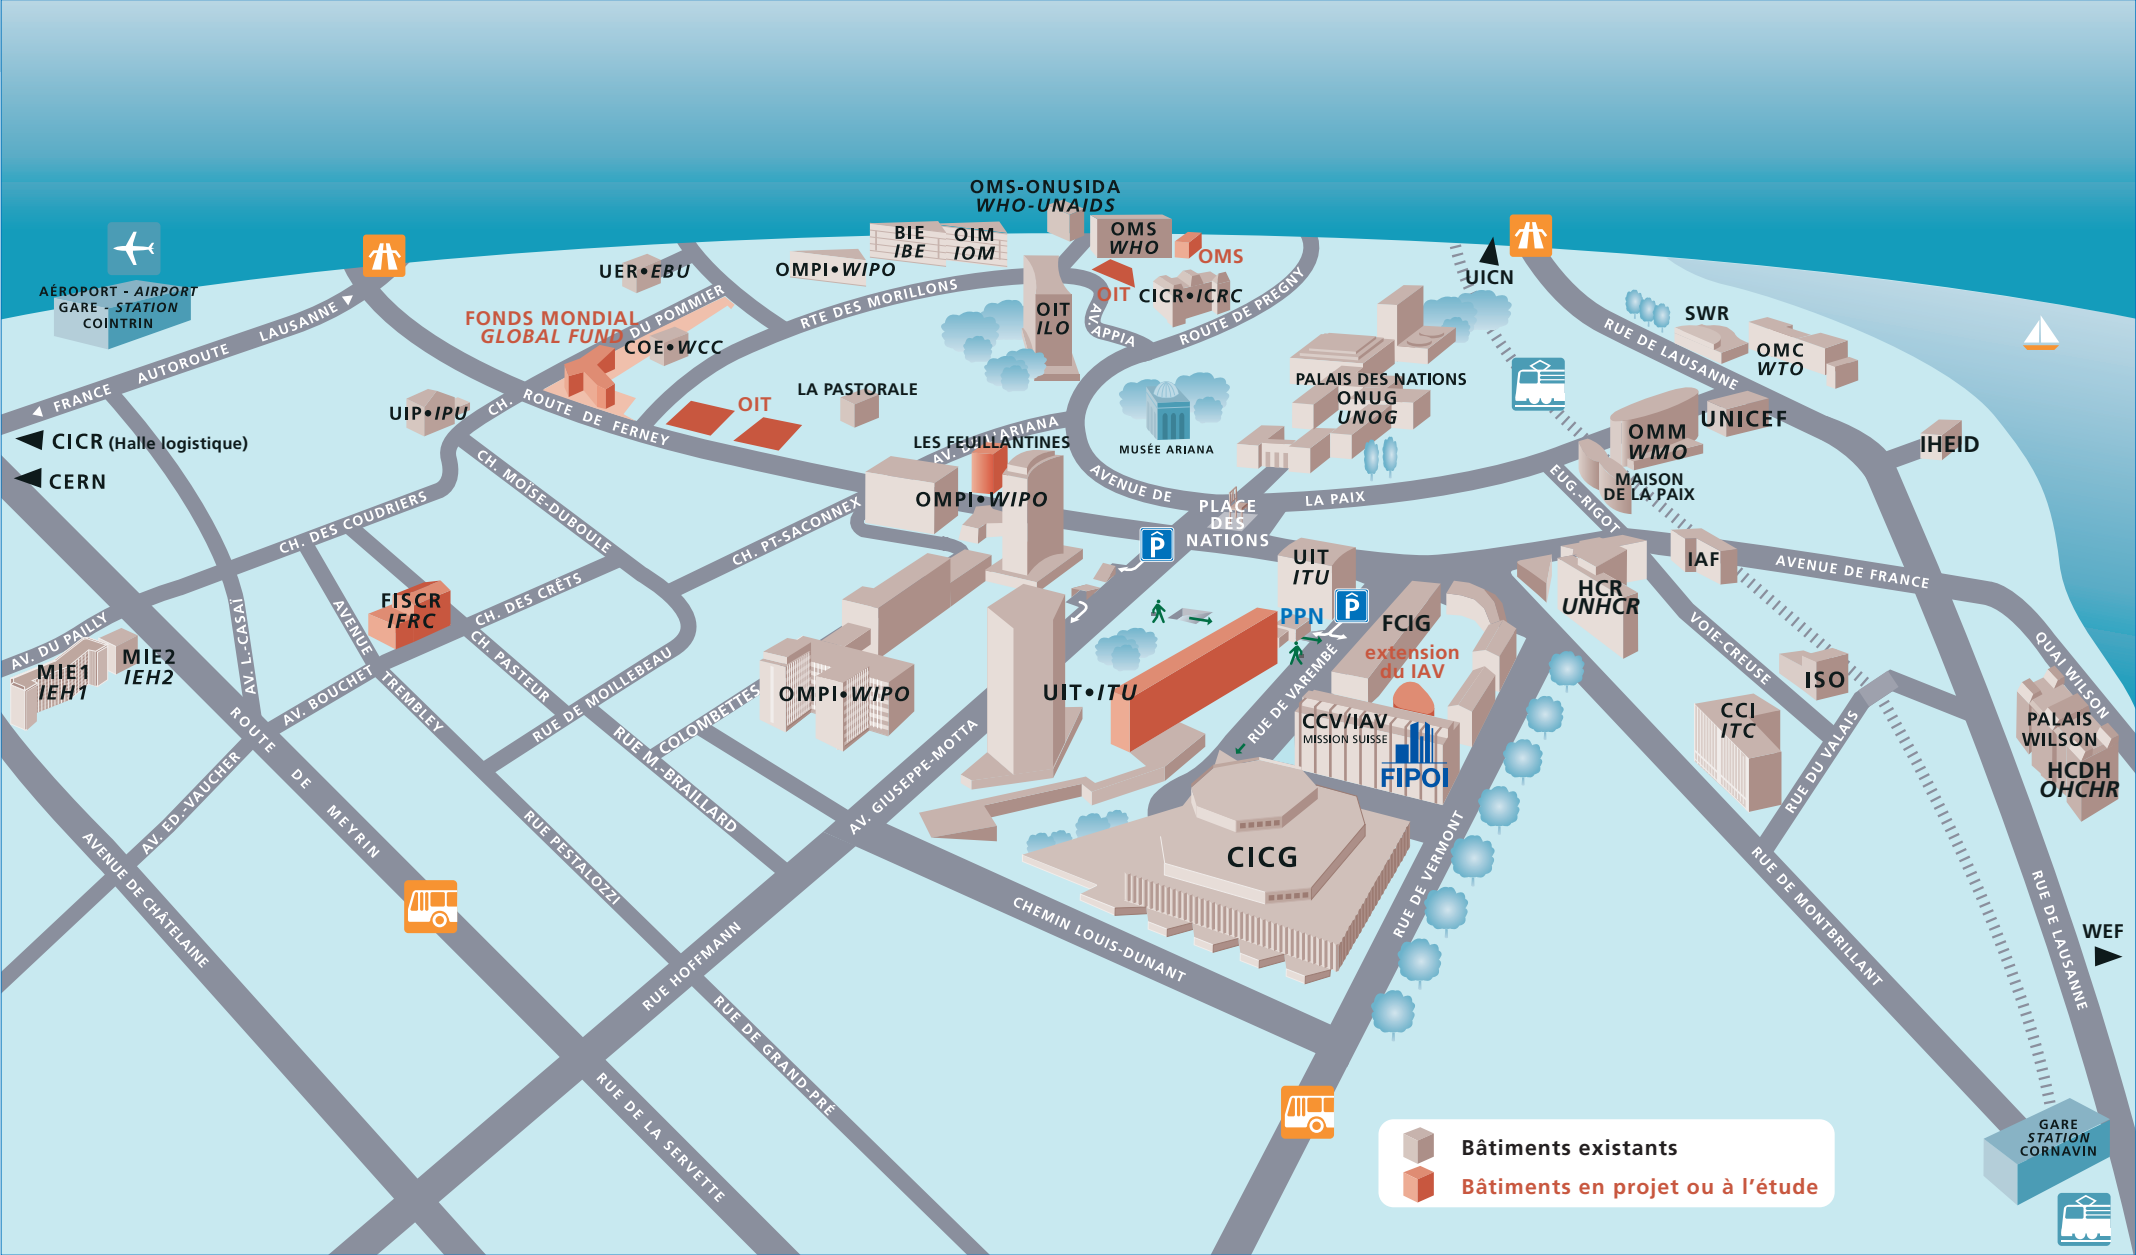 OMS-ONUSIDA
WHO-UNAIDS
OMS
WHO
OMS
BIE
IBE
OIM
IOM
OMPI•WIPO
UER•EBU
UICN
AÉROPORT - AIRPORT
GARE - STATION
COINTRIN
OIT
CICR•ICRC
OIT
ILO
RTE DES MORILLONS
AV. APPIA
ROUTE DE PREGNY
FRANCE
AUTOROUTE
LAUSANNE
FONDS MONDIAL
GLOBAL FUND
CH. DU POMMIER
COE•WCC
SWR
OMC
WTO
RUE DE LAUSANNE
PALAIS DES NATIONS
ONUG
UNOG
LA PASTORALE
UIP•IPU
ROUTE DE FERNEY
OIT
MUSÉE ARIANA
LES FEUILLANTINES
OMPI•WIPO
OMM
WMO
UNICEF
IHEID
MAISON
DE LA PAIX
CICR (Halle logistique)
CERN
CH. MOÏSE-DUBOULE
CH. DES COUDRIERS
CH. PT-SACONNEX
AVENUE DE
LA PAIX
PLACE
DES
NATIONS
EUG.-RIGOT
IAF
AVENUE DE FRANCE
UIT
ITU
HCR
UNHCR
FISCR
IFRC
CH. DES CRÊTS
AV. L.-CASAÏ
AVENUE
TREMBLEY
CH. PASTEUR
AV. DU PAILLY
MIE1
IEH1
MIE2
IEH2
AV. BOUCHET
RUE DE MOILLEBEAU
COLOMBETTES
OMPI•WIPO
UIT•ITU
PPN
FCIG
extension
du IAV
RUE DE VAREMBÉ
CCV/IAV
MISSION SUISSE
FIPOI
VOIE-CREUSE
ISO
CCI
ITC
RUE DU VALAIS
QUAI WILSON
PALAIS
WILSON
HCDH
OHCHR
ROUTE
DE
MEYRIN
RUE M.-BRAILLARD
AV. GIUSEPPE-MOTTA
AV. ED.-VAUCHER
AVENUE DE CHÂTELAINE
RUE PESTALOZZI
CICG
RUE DE VERMONT
RUE DE MONTBRILLANT
RUE DE LAUSANNE
WEF
CHEMIN LOUIS-DUNANT
RUE HOFFMANN
RUE DE GRAND-PRÉ
RUE DE LA SERVETTE
GARE
STATION
CORNAVIN
Bâtiments existants
Bâtiments en projet ou à l'étude